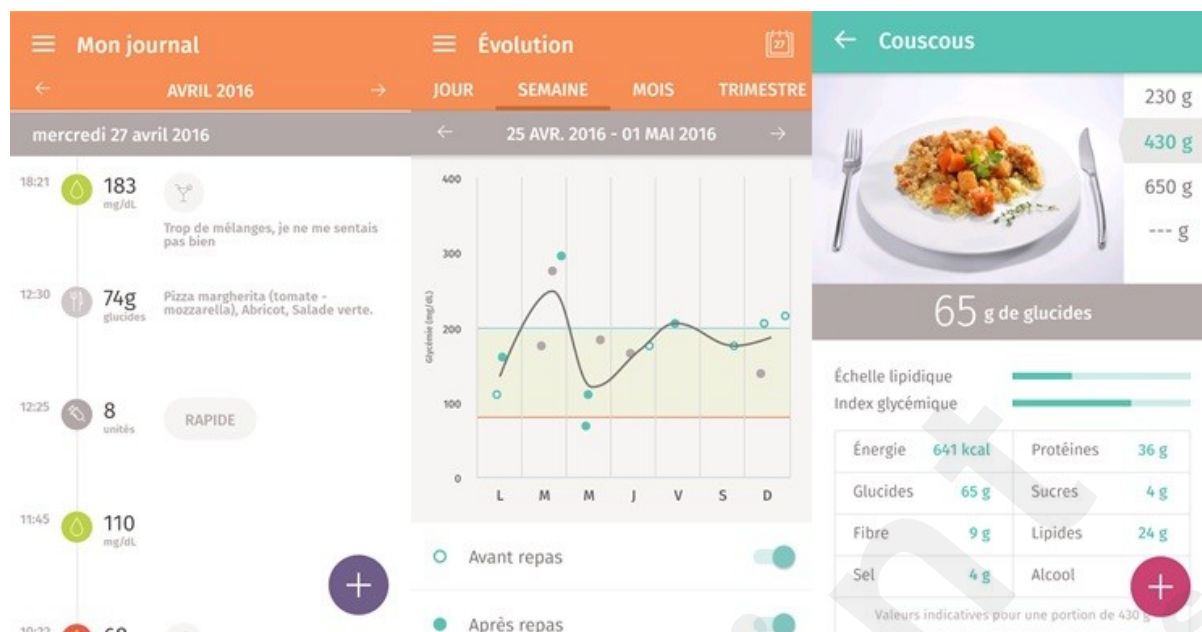 Mon journal
AVRIL 2016
mercredi 27 avril 2016
18:21
183
mg/dL
Trop de mélanges, je ne me sentais
pas bien
12:30
74g
glucides
Pizza margherita (tomate -
mozzarella), Abricot, Salade verte.
12:25
8
unités
RAPIDE
11:45
110
mg/dL
Évolution
27
JOUR SEMAINE MOIS TRIMESTRE
25 AVR. 2016 - 01 MAI 2016
Glycémie (mg/dL)
400
300
200
100
0
L M M J V S D
Avant repas
Après repas
Couscous
230 g
430 g
650 g
--- g
65 g de glucides
Échelle lipidique
Index glycémique
Énergie 641 kcal Protéines 36 g
Glucides 65 g Sucres 4 g
Fibre 9 g Lipides 24 g
Sel 4 g Alcool
Valeurs indicatives pour une portion de 430 g